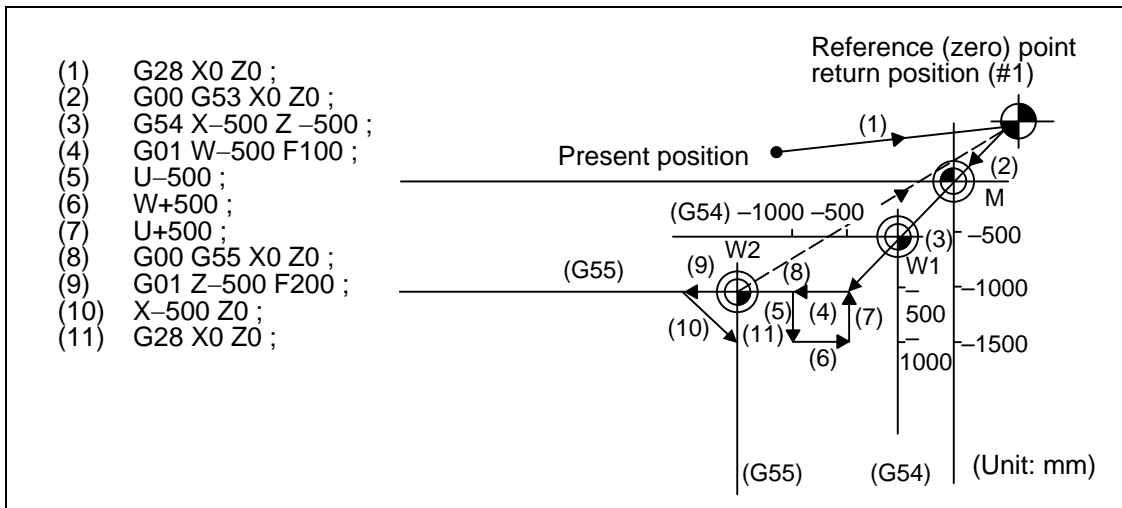 (1) G28 X0 Z0 ;
(2) G00 G53 X0 Z0 ;
(3) G54 X−500 Z −500 ;
(4) G01 W−500 F100 ;
(5) U−500 ;
(6) W+500 ;
(7) U+500 ;
(8) G00 G55 X0 Z0 ;
(9) G01 Z−500 F200 ;
(10) X−500 Z0 ;
(11) G28 X0 Z0 ;
Reference (zero) point
return position (#1)
(1)
Present position
(2)
M
(G54) −1000 −500
W2
(3)
−500
W1
(G55)
(9)
(8)
−1000
(5)
(4)
(7)
500
(10)
(11)
(6)
1000
−1500
(G55)
(G54)
(Unit: mm)